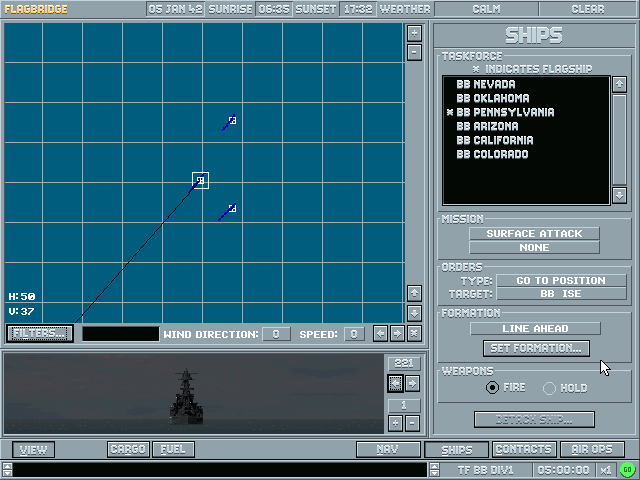 FLAGBRIDGE 05 JAN 42 SUNRISE 06:35 SUNSET 17:32 WEATHER CALM CLEAR
SHIPS
TASKFORCE
* INDICATES FLAGSHIP
BB NEVADA
BB OKLAHOMA
* BB PENNSYLVANIA
BB ARIZONA
BB CALIFORNIA
BB COLORADO
MISSION
SURFACE ATTACK
NONE
ORDERS
TYPE: GO TO POSITION
TARGET: BB ISE
FORMATION
LINE AHEAD
SET FORMATION...
WEAPONS
FIRE HOLD
DETACH SHIP...
H:50
V:37
FILTERS... WIND DIRECTION: 0 SPEED: 0
221
1
VIEW CARGO FUEL NAV SHIPS CONTACTS AIR OPS
TF BB DIV1 05:00:00 x1 GO